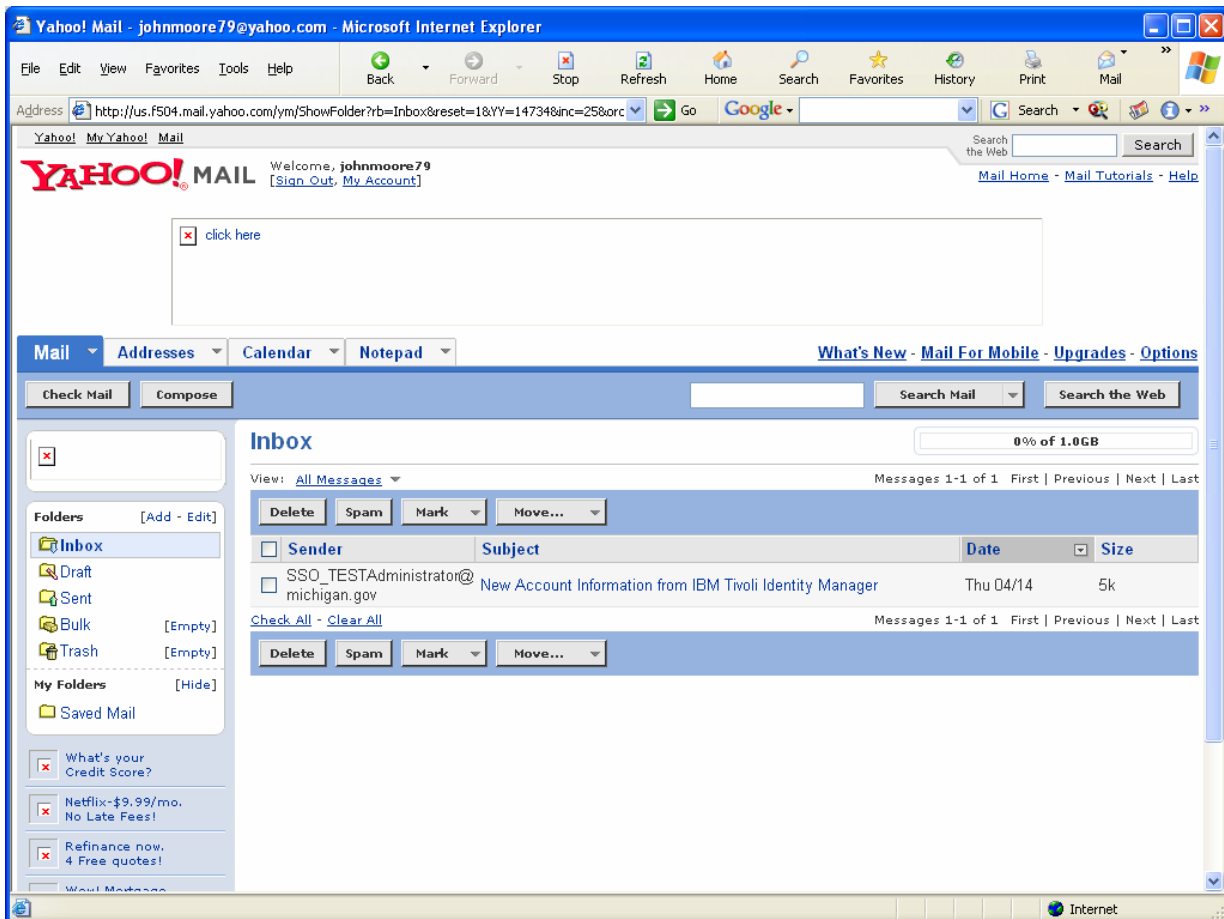 Yahoo! Mail - johnmoore79@yahoo.com - Microsoft Internet Explorer
File Edit View Favorites Tools Help Back Forward Stop Refresh Home Search Favorites History Print Mail »
Address http://us.f504.mail.yahoo.com/ym/ShowFolder?rb=Inbox&reset=1&YY=14734&inc=25&orc Go Google Search »
Yahoo! My Yahoo! Mail
Search the Web Search
YAHOO! MAIL
Welcome, johnmoore79
[Sign Out, My Account]
Mail Home - Mail Tutorials - Help
click here
Mail Addresses Calendar Notepad What's New - Mail For Mobile - Upgrades - Options
Check Mail Compose Search Mail Search the Web
Inbox 0% of 1.0GB
View: All Messages Messages 1-1 of 1 First | Previous | Next | Last
Delete Spam Mark Move...
Sender Subject Date Size
SSO_TESTAdministrator@
michigan.gov
New Account Information from IBM Tivoli Identity Manager Thu 04/14 5k
Check All - Clear All Messages 1-1 of 1 First | Previous | Next | Last
Delete Spam Mark Move...
Folders [Add - Edit]
Inbox
Draft
Sent
Bulk [Empty]
Trash [Empty]
My Folders [Hide]
Saved Mail
What's your
Credit Score?
Netflix-$9.99/mo.
No Late Fees!
Refinance now.
4 Free quotes!
Wow! Mortgage
Internet